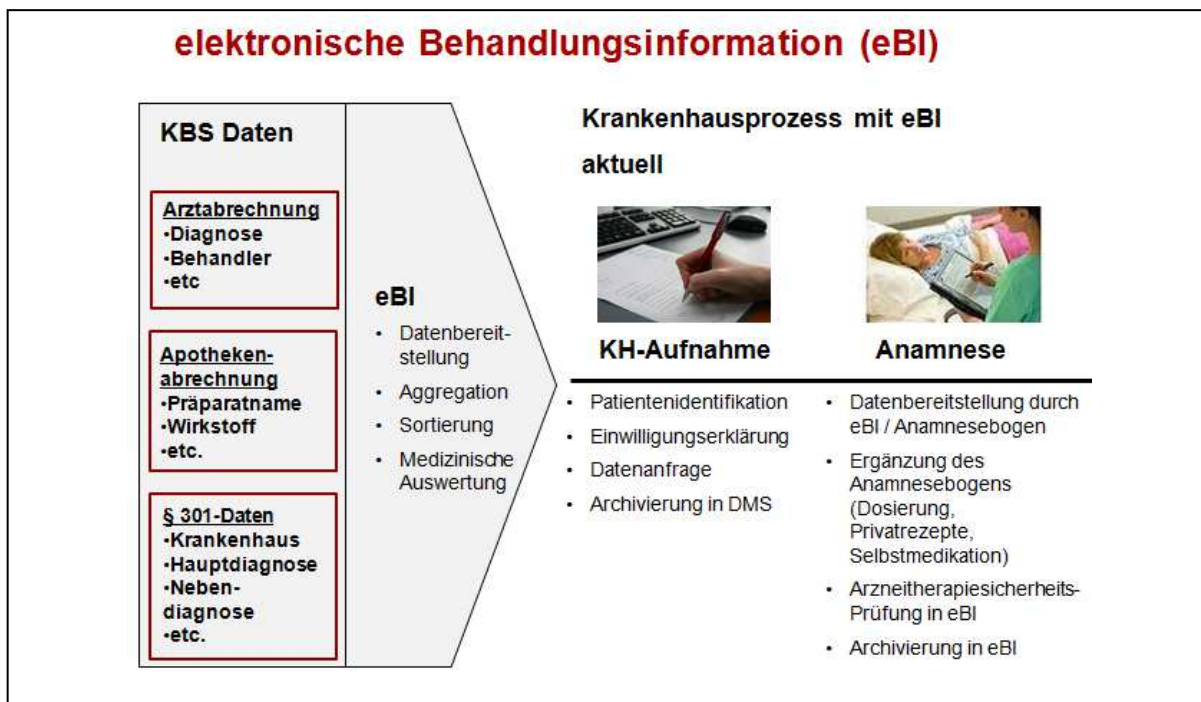 elektronische Behandlungsinformation (eBI)
KBS Daten
Arztabrechnung
•Diagnose
•Behandler
•etc
Apotheken-
abrechnung
•Präparatname
•Wirkstoff
•etc.
§ 301-Daten
•Krankenhaus
•Hauptdiagnose
•Neben-
diagnose
•etc.
eBI
• Datenbereit-
stellung
• Aggregation
• Sortierung
• Medizinische
Auswertung
Krankenhausprozess mit eBI
aktuell
KH-Aufnahme
• Patientenidentifikation
• Einwilligungserklärung
• Datenanfrage
• Archivierung in DMS
Anamnese
• Datenbereitstellung durch
eBI / Anamnesebogen
• Ergänzung des
Anamnesebogens
(Dosierung,
Privatrezepte,
Selbstmedikation)
• Arzneitherapiesicherheits-
Prüfung in eBI
• Archivierung in eBI